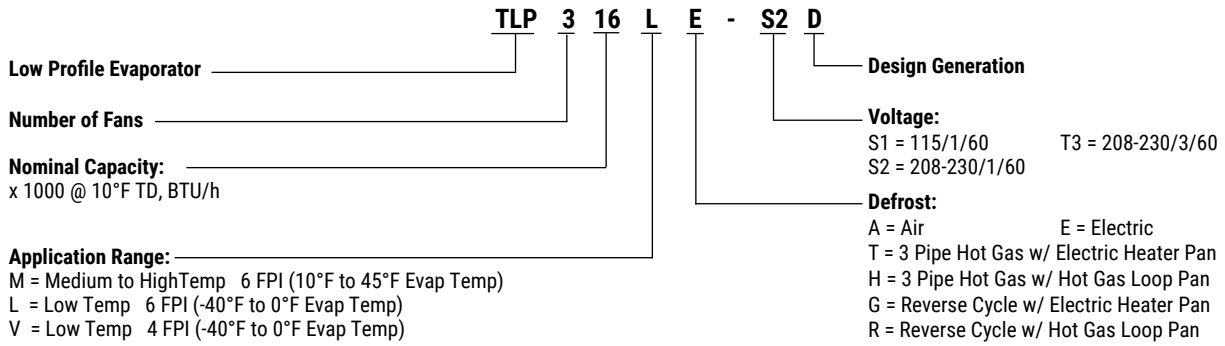 TLP 3 16 L E - S2 D
Low Profile Evaporator
Number of Fans
Nominal Capacity:
x 1000 @ 10°F TD, BTU/h
Application Range:
M = Medium to HighTemp 6 FPI (10°F to 45°F Evap Temp)
L = Low Temp 6 FPI (-40°F to 0°F Evap Temp)
V = Low Temp 4 FPI (-40°F to 0°F Evap Temp)
Design Generation
Voltage:
S1 = 115/1/60 T3 = 208-230/3/60
S2 = 208-230/1/60
Defrost:
A = Air E = Electric
T = 3 Pipe Hot Gas w/ Electric Heater Pan
H = 3 Pipe Hot Gas w/ Hot Gas Loop Pan
G = Reverse Cycle w/ Electric Heater Pan
R = Reverse Cycle w/ Hot Gas Loop Pan